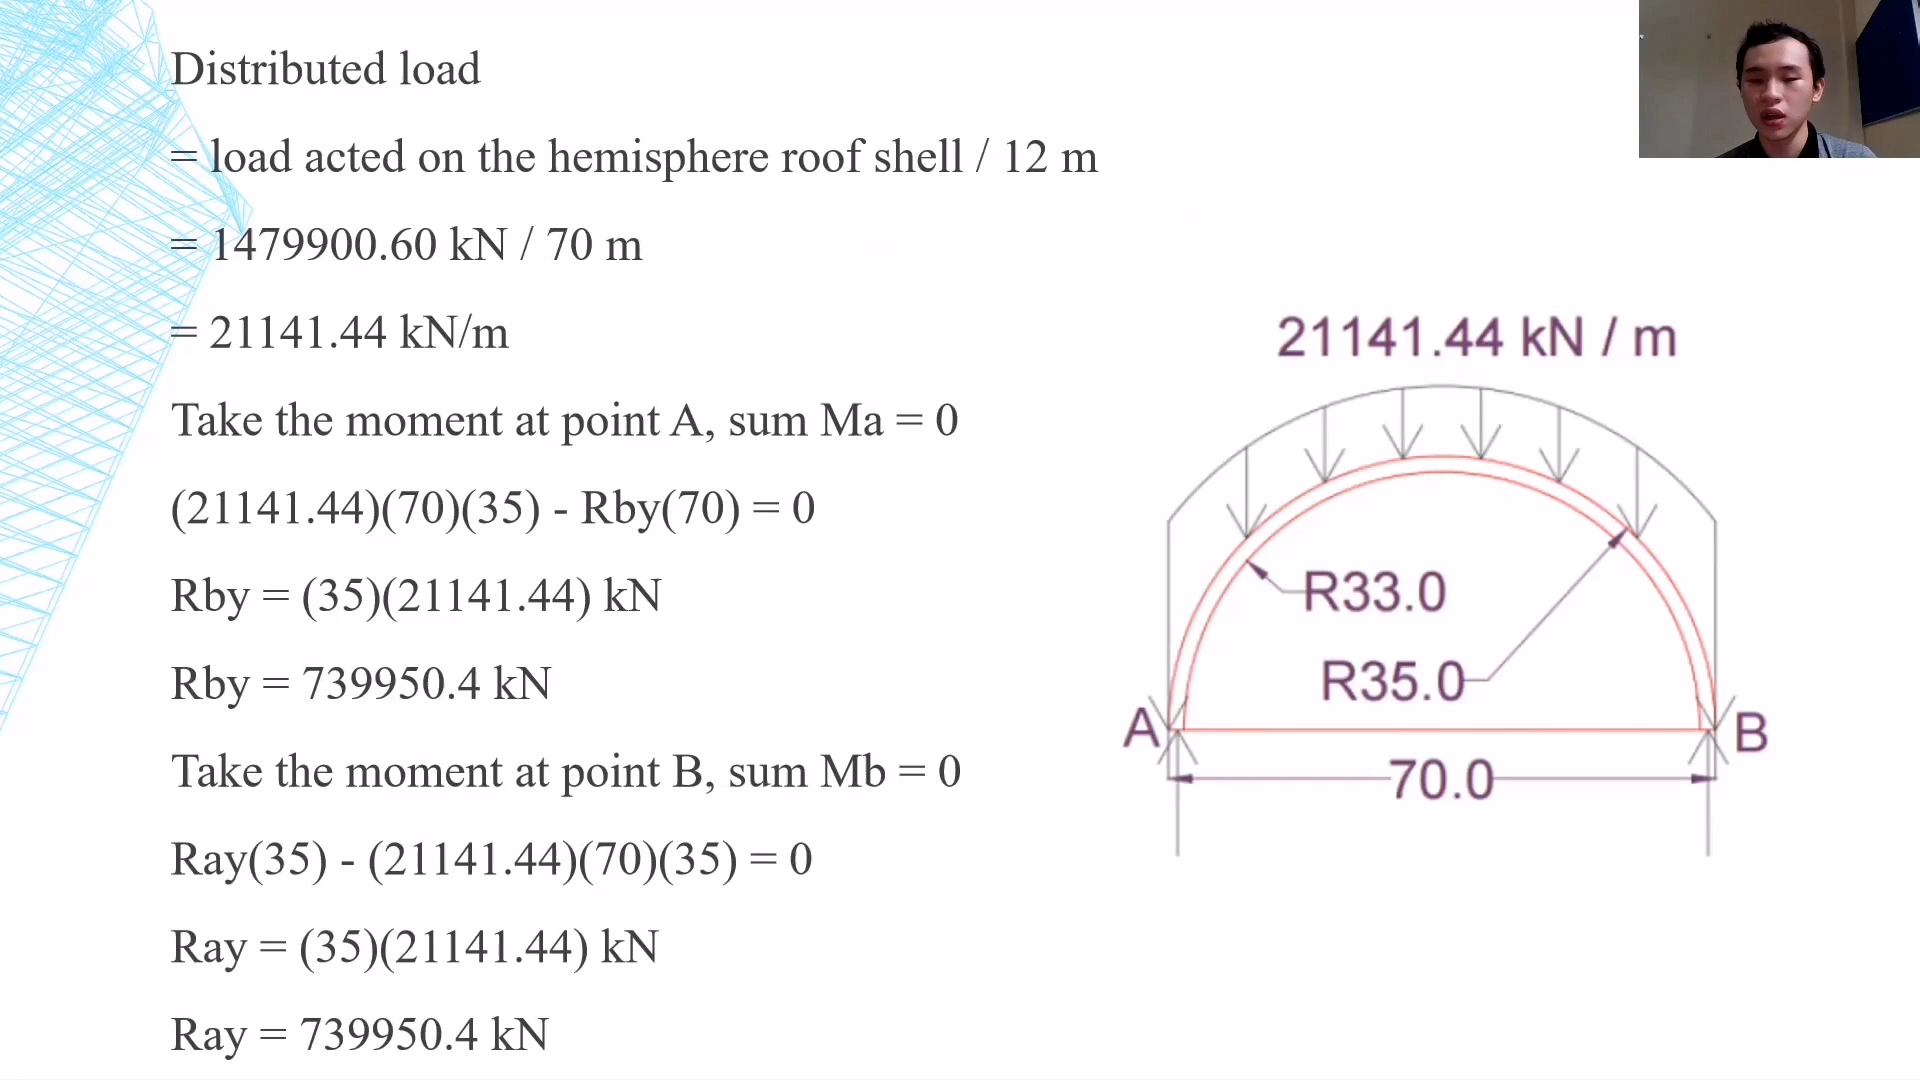 Distributed load
= load acted on the hemisphere roof shell / 12 m
= 1479900.60 kN / 70 m
= 21141.44 kN/m
Take the moment at point A, sum Ma = 0
(21141.44)(70)(35) - Rby(70) = 0
Rby = (35)(21141.44) kN
Rby = 739950.4 kN
Take the moment at point B, sum Mb = 0
Ray(35) - (21141.44)(70)(35) = 0
Ray = (35)(21141.44) kN
Ray = 739950.4 kN
21141.44 kN / m
R33.0
R35.0
A
B
70.0